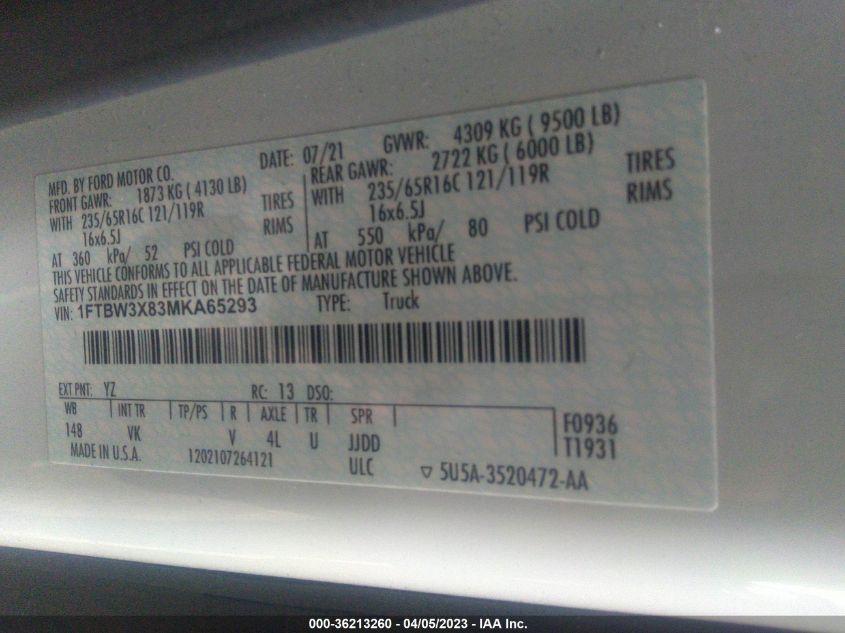 MFD. BY FORD MOTOR CO. DATE: 07/21 GVWR: 4309 KG ( 9500 LB)
FRONT GAWR: 1873 KG ( 4130 LB) REAR GAWR: 2722 KG ( 6000 LB)
WITH 235/65R16C 121/119R TIRES WITH 235/65R16C 121/119R TIRES
16x6.5J RIMS 16x6.5J RIMS
AT 360 kPa/ 52 PSI COLD AT 550 kPa/ 80 PSI COLD
THIS VEHICLE CONFORMS TO ALL APPLICABLE FEDERAL MOTOR VEHICLE
SAFETY STANDARDS IN EFFECT ON THE DATE OF MANUFACTURE SHOWN ABOVE.
VIN: 1FTBW3X83MKA65293 TYPE: Truck
EXT PNT: YZ RC: 13 DSO:
WB INT TR TP/PS R AXLE TR SPR F0936
148 VK V 4L U JJDD T1931
MADE IN U.S.A. 1202107264121 ULC ▽ 5U5A-3520472-AA
000-36213260 - 04/05/2023 - IAA Inc.